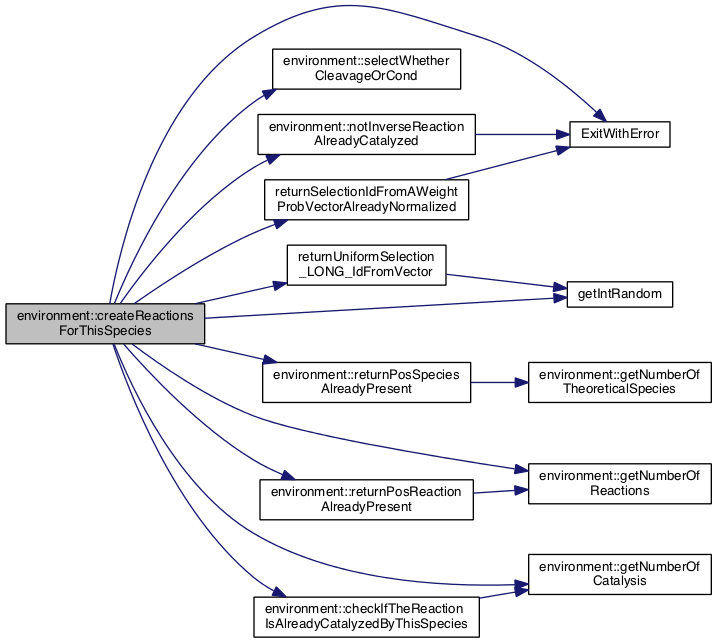 environment::selectWhether
CleavageOrCond
environment::notInverseReaction
AlreadyCatalyzed
ExitWithError
returnSelectionIdFromAWeight
ProbVectorAlreadyNormalized
returnUniformSelection
_LONG_IdFromVector
getIntRandom
environment::createReactions
ForThisSpecies
environment::returnPosSpecies
AlreadyPresent
environment::getNumberOf
TheoreticalSpecies
environment::returnPosReaction
AlreadyPresent
environment::getNumberOf
Reactions
environment::getNumberOf
Catalysis
environment::checkIfTheReaction
IsAlreadyCatalyzedByThisSpecies